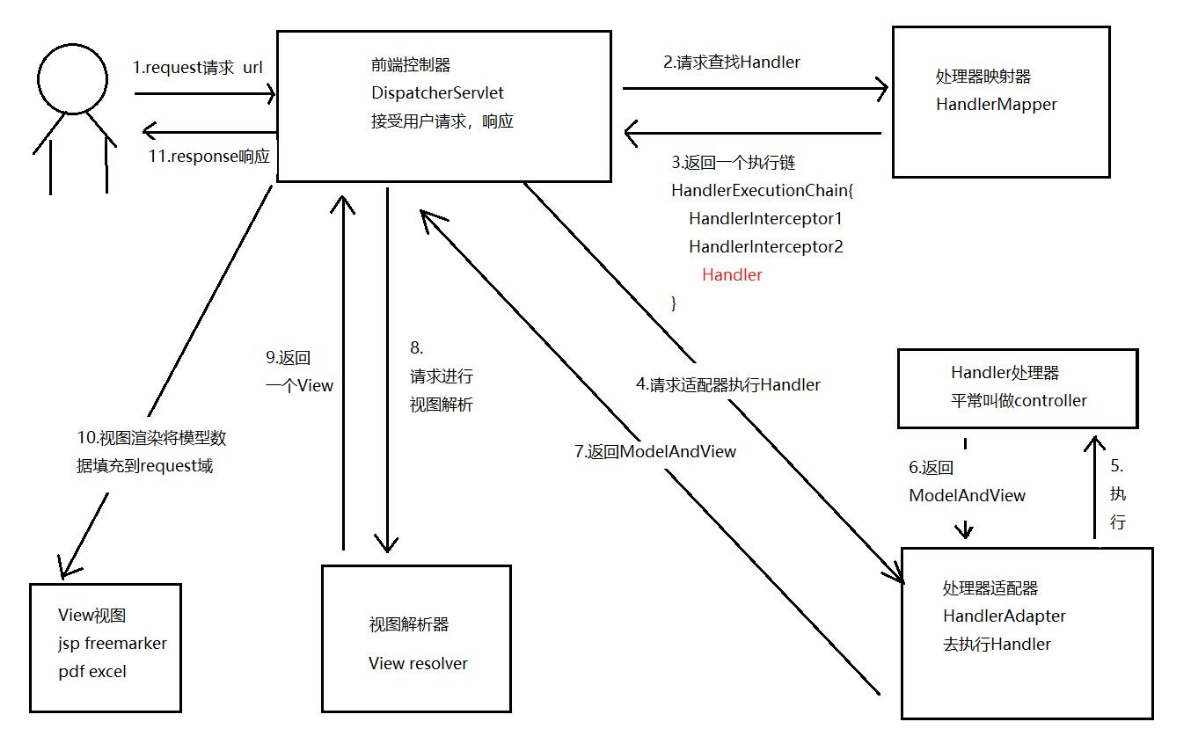 1.request请求 url
11.response响应
前端控制器
DispatcherServlet
接受用户请求，响应
2.请求查找Handler
处理器映射器
HandlerMapper
3.返回一个执行链
HandlerExecutionChain{
HandlerInterceptor1
HandlerInterceptor2
Handler
}
9.返回
一个View
8.
请求进行
视图解析
4.请求适配器执行Handler
7.返回ModelAndView
Handler处理器
平常叫做controller
10.视图渲染将模型数
据填充到request域
6.返回
ModelAndView
5.
执
行
View视图
jsp freemarker
pdf excel
视图解析器
View resolver
处理器适配器
HandlerAdapter
去执行Handler